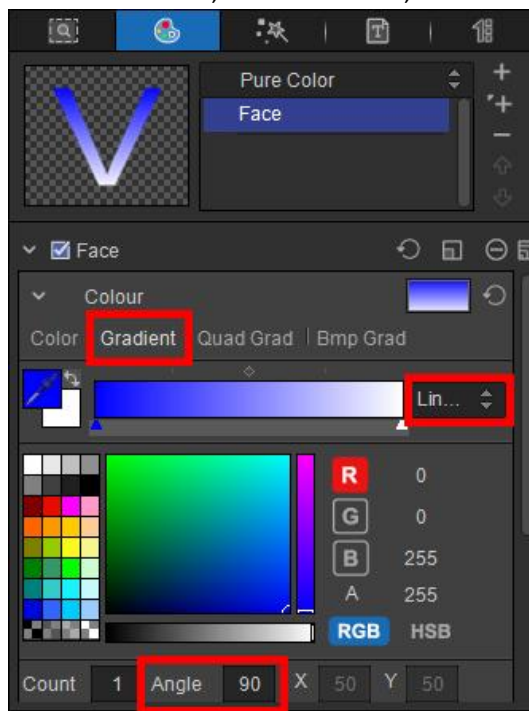 T
Pure Color
Face
Face
Colour
Color Gradient Quad Grad Bmp Grad
Lin...
R 0
G 0
B 255
A 255
RGB HSB
Count 1 Angle 90 X 50 Y 50